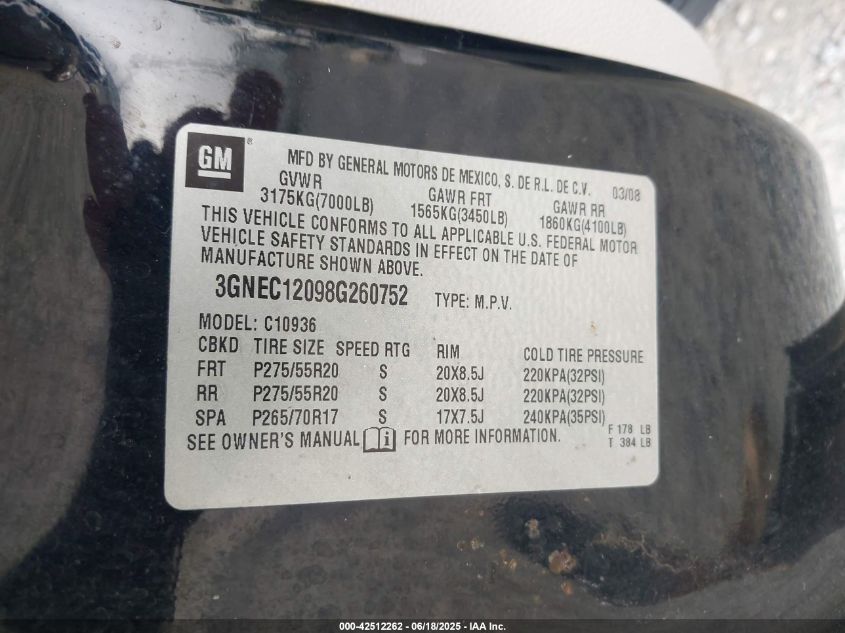 GM ®
MFD BY GENERAL MOTORS DE MEXICO, S. DE R.L. DE C.V. 03/08
GVWR GAWR FRT GAWR RR
3175KG(7000LB) 1565KG(3450LB) 1860KG(4100LB)
THIS VEHICLE CONFORMS TO ALL APPLICABLE U.S. FEDERAL MOTOR
VEHICLE SAFETY STANDARDS IN EFFECT ON THE DATE OF
MANUFACTURE SHOWN ABOVE.
3GNEC12098G260752 TYPE: M.P.V.
MODEL: C10936
CBKD TIRE SIZE SPEED RTG RIM COLD TIRE PRESSURE
FRT P275/55R20 S 20X8.5J 220KPA(32PSI)
RR P275/55R20 S 20X8.5J 220KPA(32PSI)
SPA P265/70R17 S 17X7.5J 240KPA(35PSI)
SEE OWNER'S MANUAL i FOR MORE INFORMATION.
F 178 LB
T 384 LB
000-42512262 - 06/18/2025 - IAA Inc.